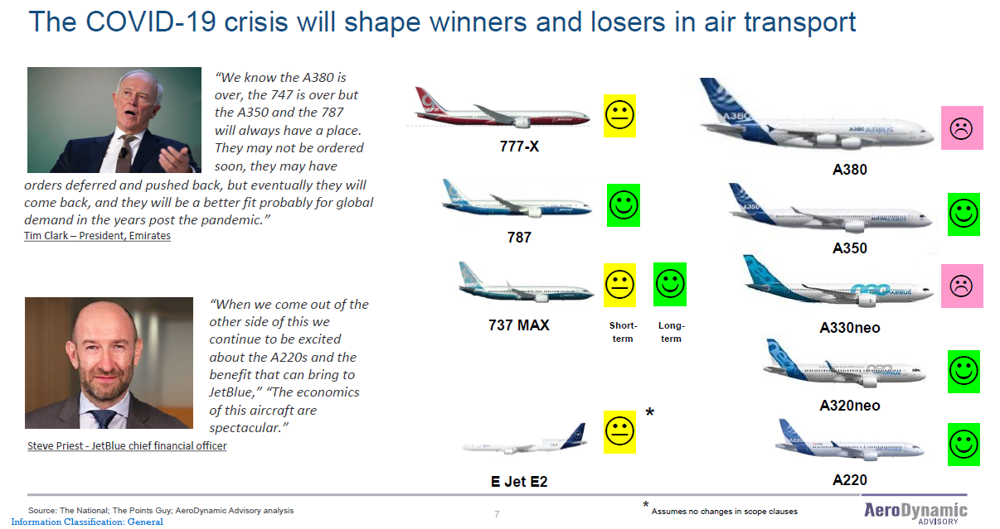 The COVID-19 crisis will shape winners and losers in air transport
“We know the A380 is
over, the 747 is over but
the A350 and the 787
will always have a place.
They may not be ordered
soon, they may have
orders deferred and pushed back, but eventually they will
come back, and they will be a better fit probably for global
demand in the years post the pandemic.”
Tim Clark – President, Emirates
“When we come out of the
other side of this we
continue to be excited
about the A220s and the
benefit that can bring to
JetBlue,” “The economics
of this aircraft are
spectacular.”
Steve Priest - JetBlue chief financial officer
777-X
787
737 MAX
Short-
term
Long-
term
*
E Jet E2
A380
A380 AIRBUS
A380
A350
A350
A330neo
A320neo
A220
A220
Source: The National; The Points Guy; AeroDynamic Advisory analysis
Information Classification: General
7
* Assumes no changes in scope clauses
AeroDynamic
ADVISORY